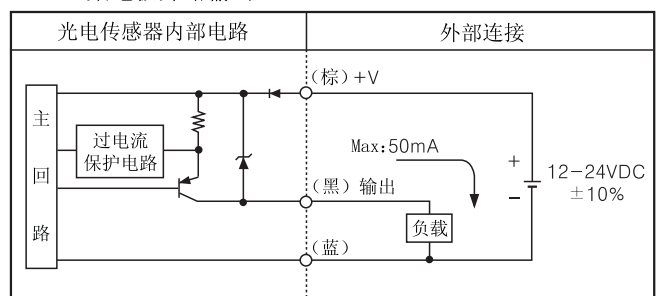 光电传感器内部电路
外部连接
(棕)+V
主
回
路
过电流
保护电路
Max:50mA
+
12-24VDC
±10%
-
(黑)输出
负载
(蓝)